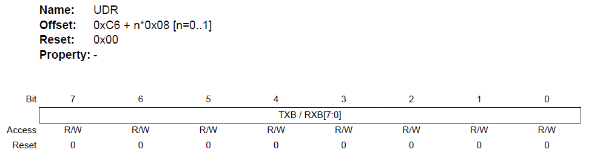 Name: UDR
Offset: 0xC6 + n*0x08 [n=0..1]
Reset: 0x00
Property: -
Bit 7 6 5 4 3 2 1 0
TXB / RXB[7:0]
Access R/W R/W R/W R/W R/W R/W R/W R/W
Reset 0 0 0 0 0 0 0 0